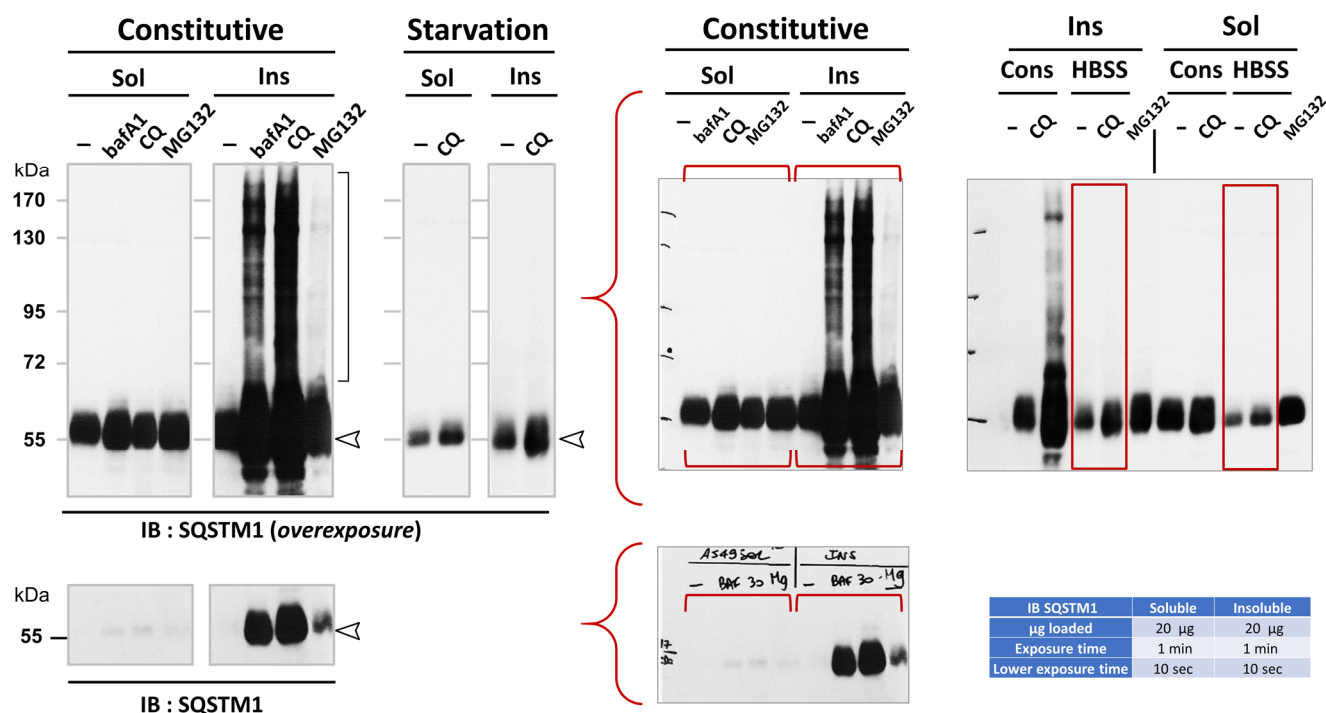 Constitutive
Sol
Ins
– bafA1 CQ MG132
– bafA1 CQ MG132
Starvation
Sol
Ins
– CQ
– CQ
kDa
170
130
95
72
55
IB : SQSTM1 (overexposure)
kDa
55
IB : SQSTM1
Constitutive
Sol
Ins
– bafA1 CQ MG132
– bafA1 CQ MG132
A549 Sol
INS
– BAF 30 Mg
– BAF 30 Mg
Ins
Sol
Cons HBSS
Cons HBSS
– CQ – CQ MG132
– CQ – CQ MG132
IB SQSTM1 Soluble Insoluble
µg loaded 20 µg 20 µg
Exposure time 1 min 1 min
Lower exposure time 10 sec 10 sec